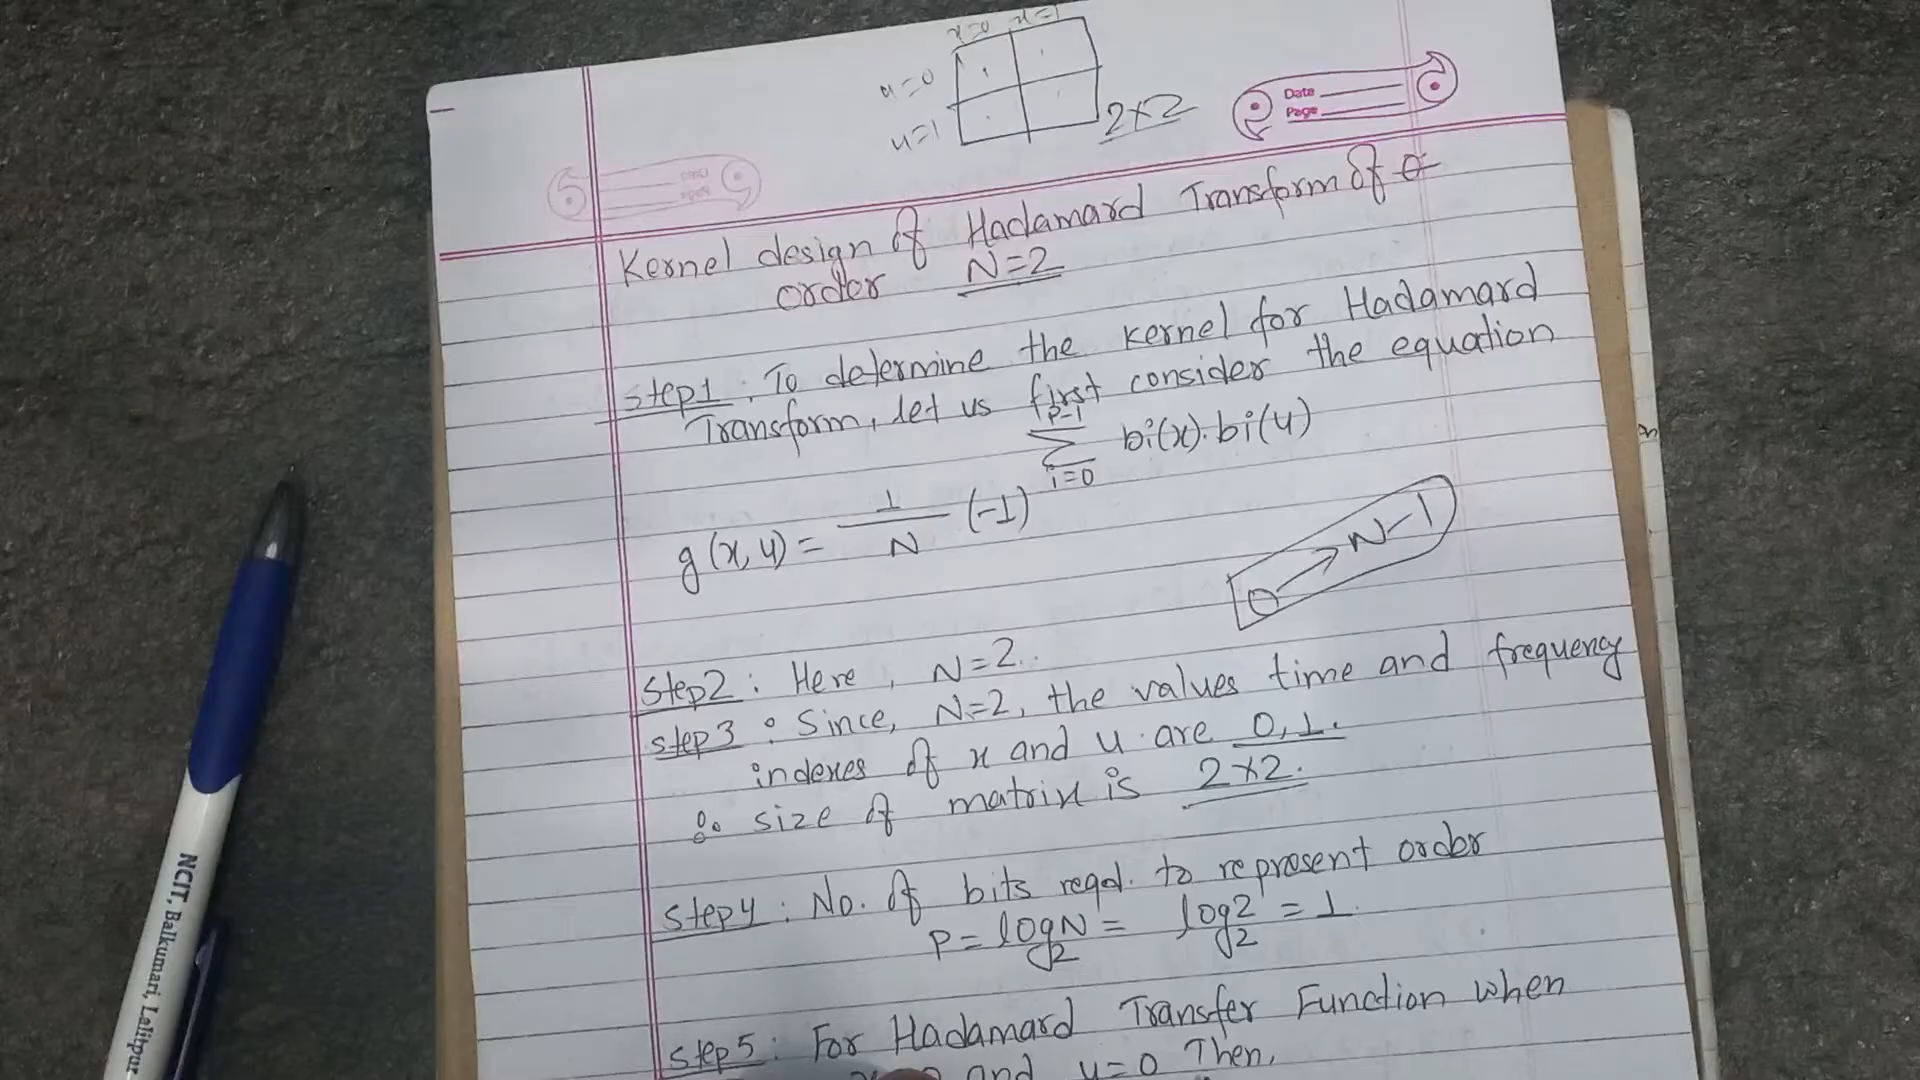 x=0 x=1
u=0
u=1
2×2
Date
Page
Kernel design of Hadamard Transform of
order N=2
Step1: To determine the kernel for Hadamard
Transform, let us first consider the equation
g(x,u) = 1/N (-1)^ Σ_{i=0}^{P-1} bi(x).bi(u)
0→N-1
Step2: Here, N=2.
Step3: Since, N=2, the values time and frequency
indexes of x and u are 0,1.
∴ size of matrix is 2×2.
Step4: No. of bits reqd. to represent order
P = log₂N = log₂2 = 1.
Step5: For Hadamard Transfer Function when
and u=0 Then,
NCIT, Balkumari, Lalitpur